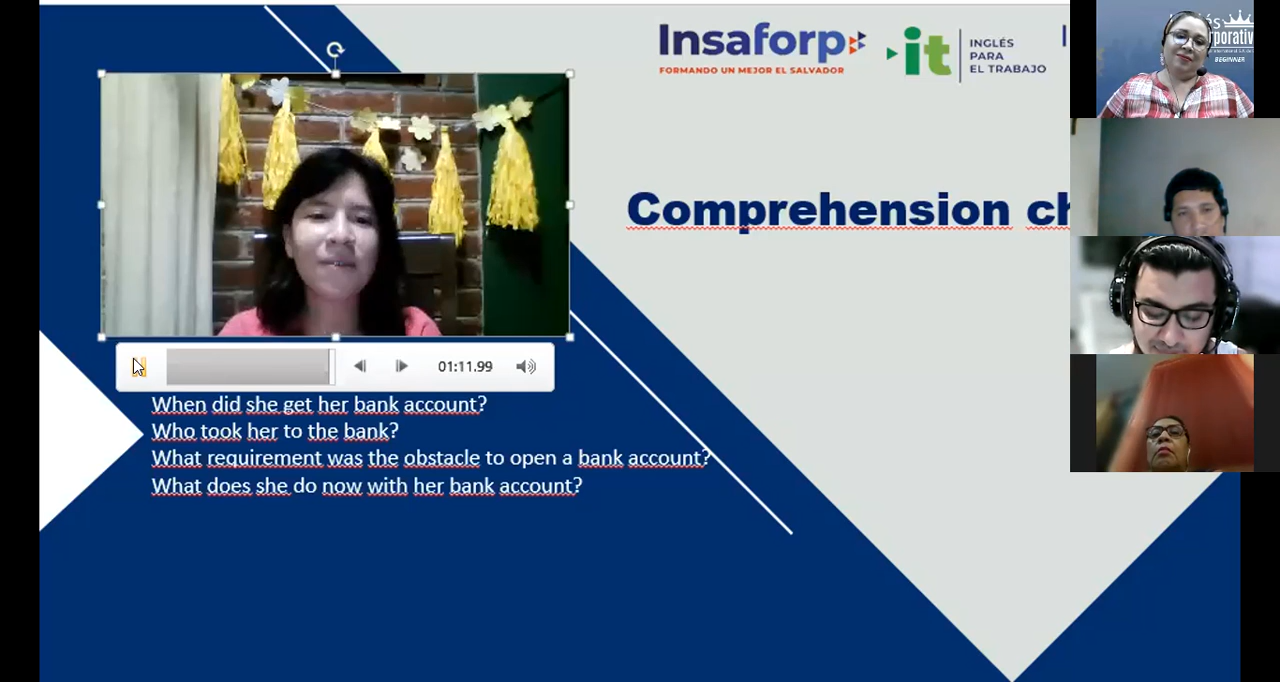 Insaforp
FORMANDO UN MEJOR EL SALVADOR
it
INGLÉS
PARA
EL TRABAJO
BEGINNER
Comprehension ch
01:11.99
When did she get her bank account?
Who took her to the bank?
What requirement was the obstacle to open a bank account?
What does she do now with her bank account?